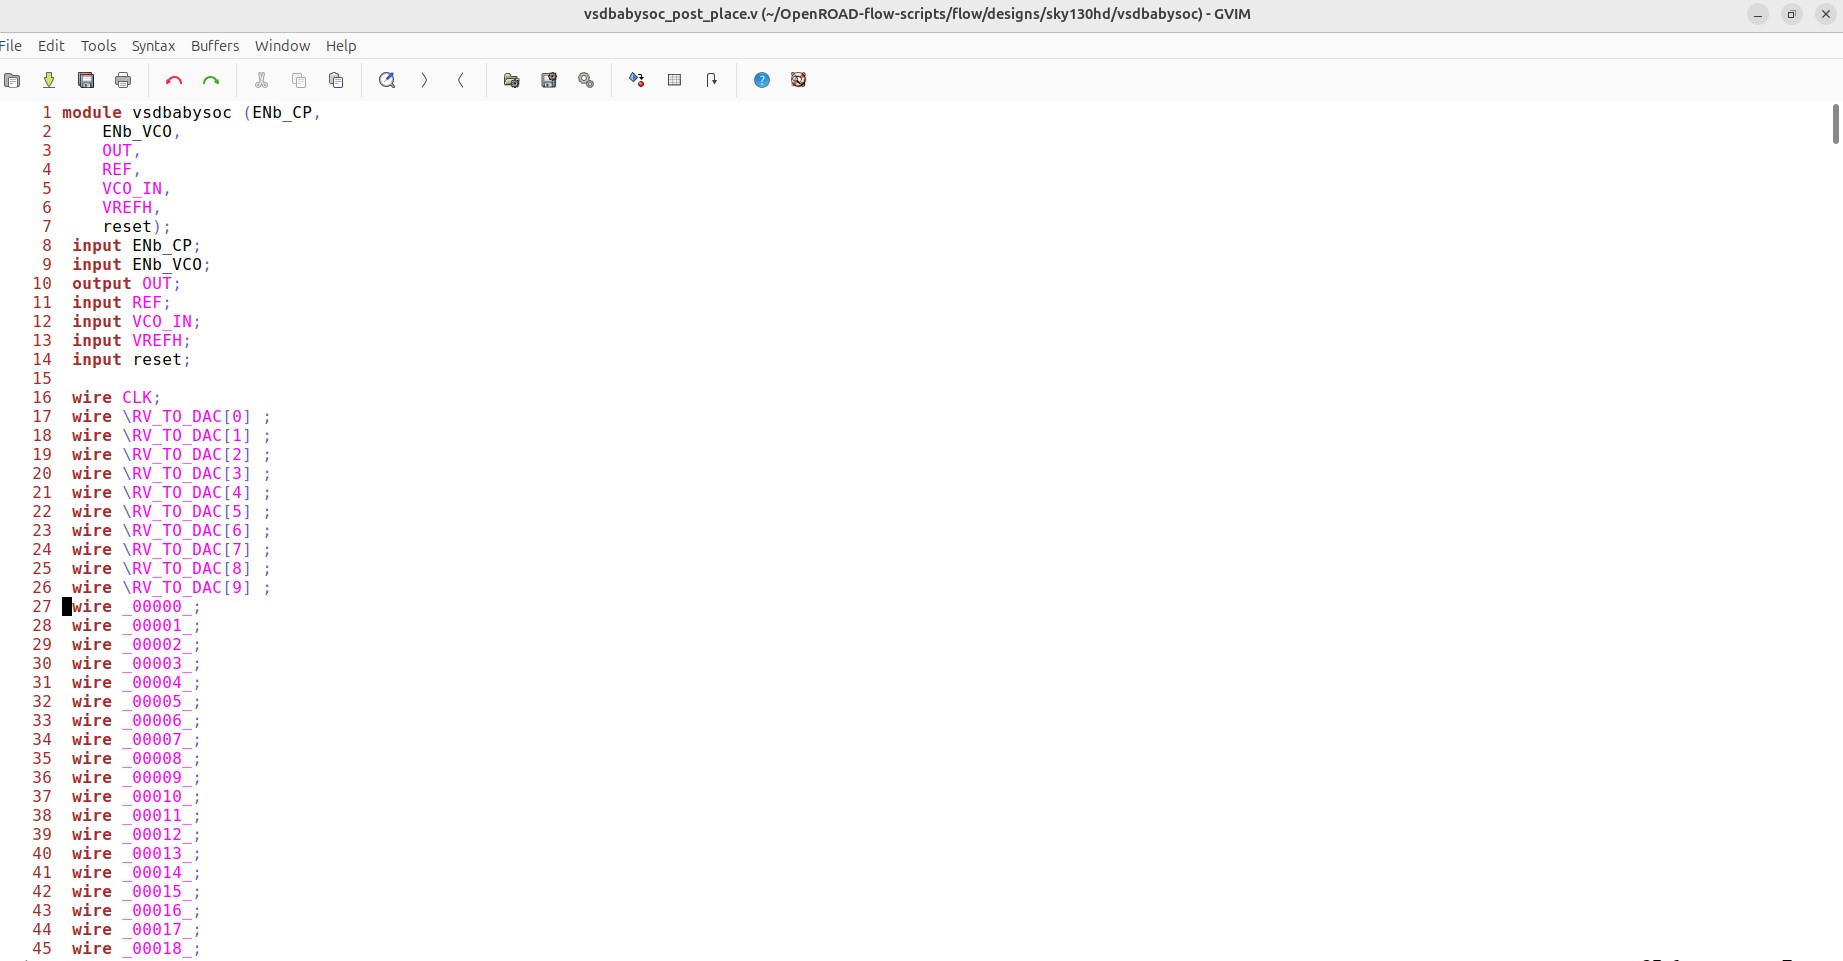 vsdbabysoc_post_place.v (~/OpenROAD-flow-scripts/flow/designs/sky130hd/vsdbabysoc) - GVIM
File Edit Tools Syntax Buffers Window Help
1 module vsdbabysoc (ENb_CP,
2 ENb_VCO,
3 OUT,
4 REF,
5 VCO_IN,
6 VREFH,
7 reset);
8 input ENb_CP;
9 input ENb_VCO;
10 output OUT;
11 input REF;
12 input VCO_IN;
13 input VREFH;
14 input reset;
15
16 wire CLK;
17 wire \RV_TO_DAC[0] ;
18 wire \RV_TO_DAC[1] ;
19 wire \RV_TO_DAC[2] ;
20 wire \RV_TO_DAC[3] ;
21 wire \RV_TO_DAC[4] ;
22 wire \RV_TO_DAC[5] ;
23 wire \RV_TO_DAC[6] ;
24 wire \RV_TO_DAC[7] ;
25 wire \RV_TO_DAC[8] ;
26 wire \RV_TO_DAC[9] ;
27 wire _00000_;
28 wire _00001_;
29 wire _00002_;
30 wire _00003_;
31 wire _00004_;
32 wire _00005_;
33 wire _00006_;
34 wire _00007_;
35 wire _00008_;
36 wire _00009_;
37 wire _00010_;
38 wire _00011_;
39 wire _00012_;
40 wire _00013_;
41 wire _00014_;
42 wire _00015_;
43 wire _00016_;
44 wire _00017_;
45 wire _00018_;